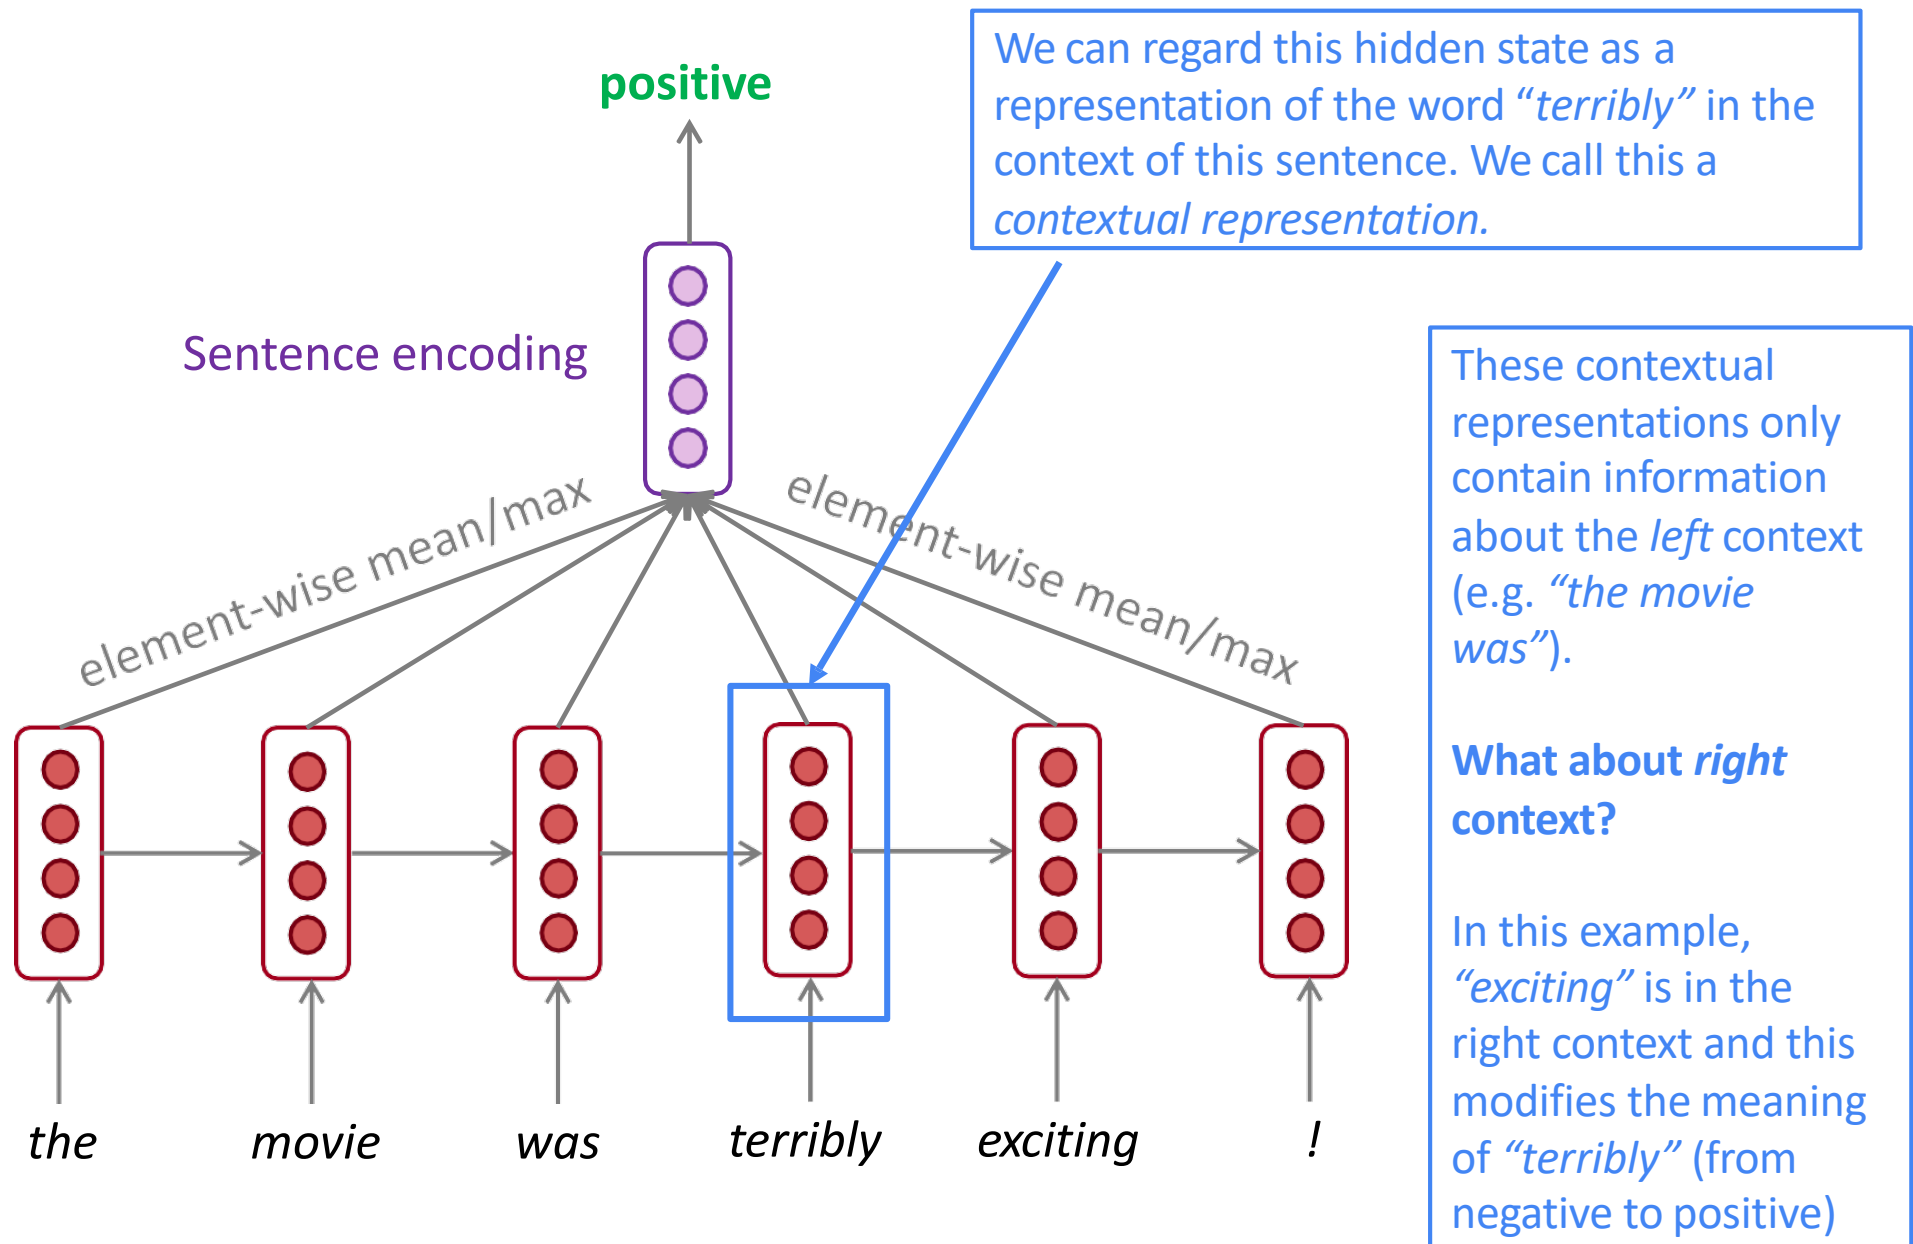 We can regard this hidden state as a
representation of the word “terribly” in the
context of this sentence. We call this a
contextual representation.
positive
Sentence encoding
element-wise mean/max
element-wise mean/max
These contextual
representations only
contain information
about the left context
(e.g. “the movie
was”).
What about right
context?
In this example,
“exciting” is in the
right context and this
modifies the meaning
of “terribly” (from
negative to positive)
the movie was terribly exciting !